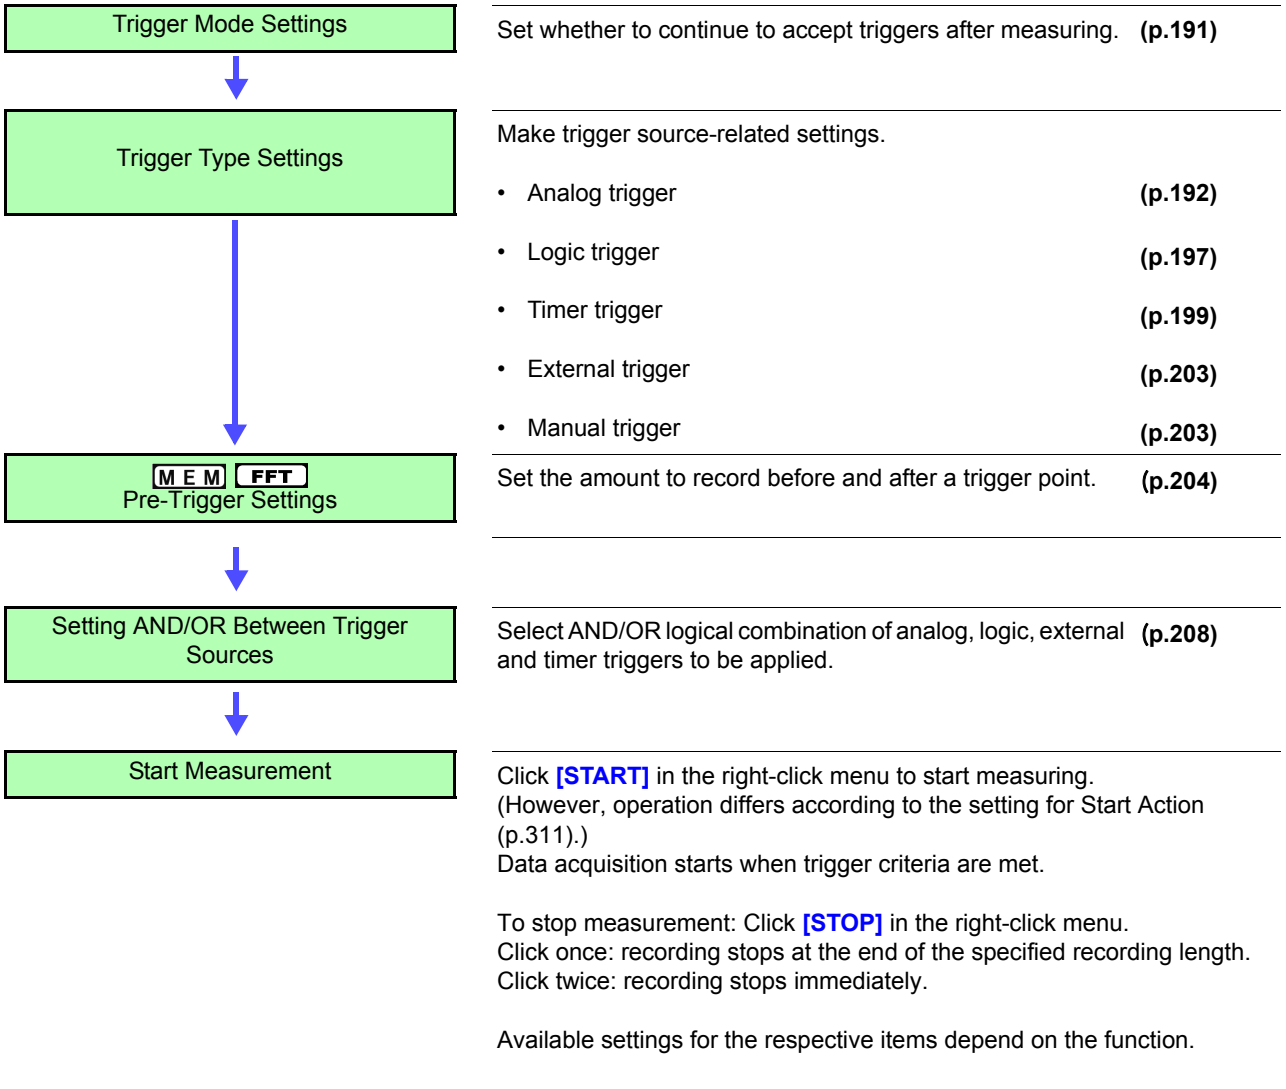 Trigger Mode Settings
Set whether to continue to accept triggers after measuring. (p.191)
Trigger Type Settings
Make trigger source-related settings.
• Analog trigger (p.192)
• Logic trigger (p.197)
• Timer trigger (p.199)
• External trigger (p.203)
• Manual trigger (p.203)
MEM FFT
Pre-Trigger Settings
Set the amount to record before and after a trigger point. (p.204)
Setting AND/OR Between Trigger
Sources
Select AND/OR logical combination of analog, logic, external (p.208)
and timer triggers to be applied.
Start Measurement
Click [START] in the right-click menu to start measuring.
(However, operation differs according to the setting for Start Action
(p.311).)
Data acquisition starts when trigger criteria are met.
To stop measurement: Click [STOP] in the right-click menu.
Click once: recording stops at the end of the specified recording length.
Click twice: recording stops immediately.
Available settings for the respective items depend on the function.